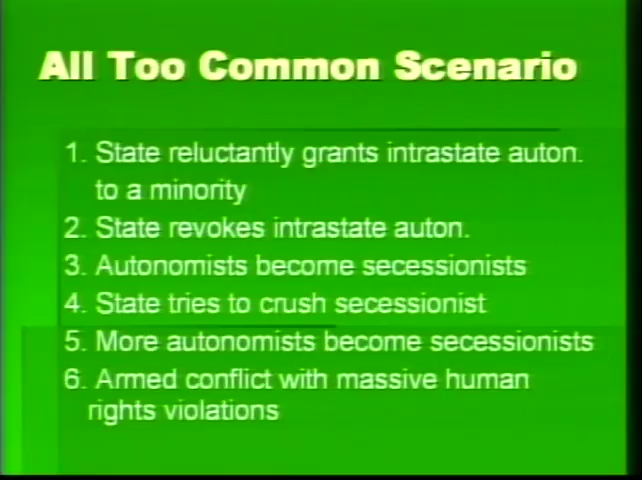 All Too Common Scenario
1. State reluctantly grants intrastate auton.
to a minority
2. State revokes intrastate auton.
3. Autonomists become secessionists
4. State tries to crush secessionist
5. More autonomists become secessionists
6. Armed conflict with massive human
rights violations